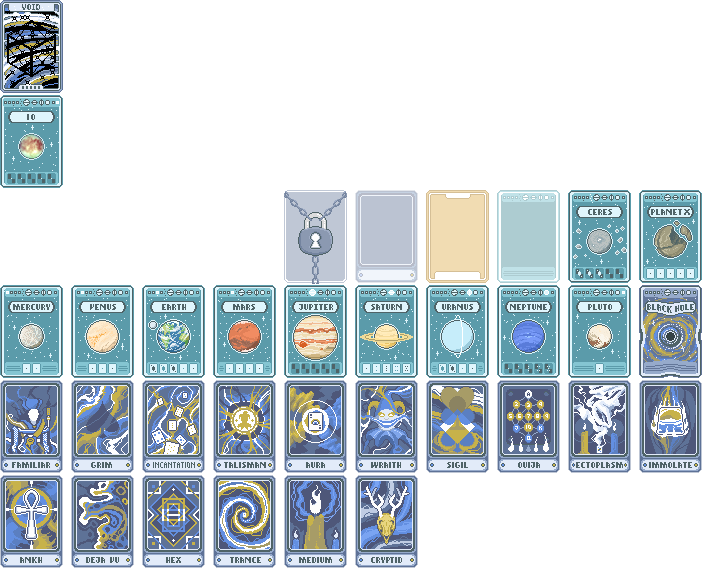 VOID
IO
CERES
PLANET X
MERCURY
VENUS
EARTH
MARS
JUPITER
SATURN
URANUS
NEPTUNE
PLUTO
BLACK HOLE
FAMILIAR
GRIM
INCANTATION
TALISMAN
AURA
WRAITH
SIGIL
OUIJA
ECTOPLASM
IMMOLATE
ANKH
DEJA VU
HEX
TRANCE
MEDIUM
CRYPTID